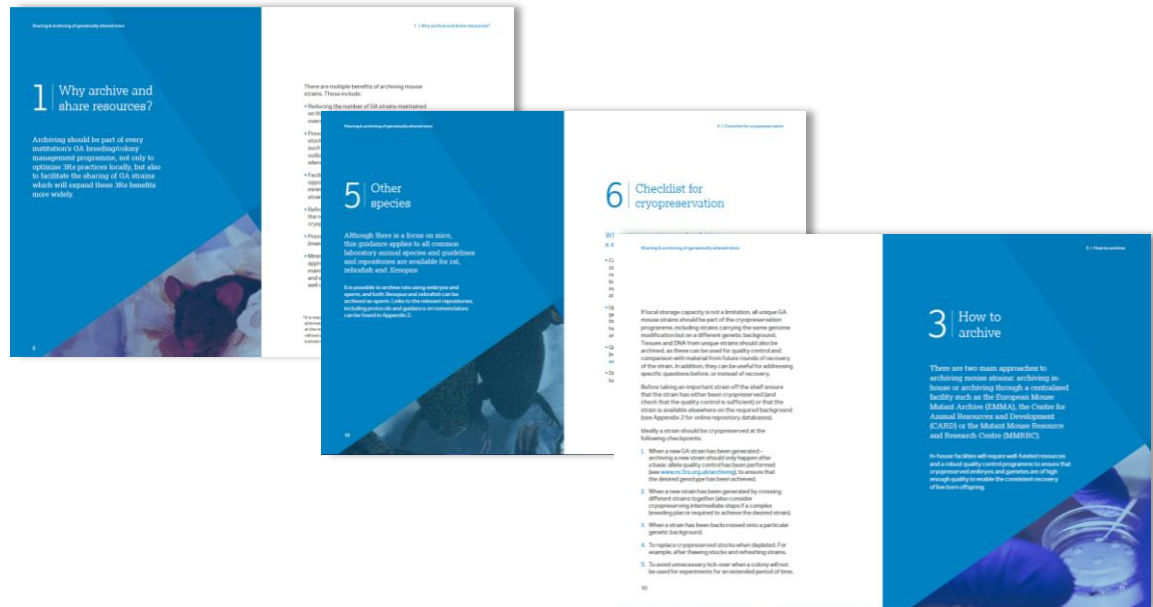 Sharing & archiving of genetically altered mice
1 | Why archive and share resources?
1 Why archive and
share resources?
Archiving should be part of every
institution's GA breeding/colony
management programme, not only to
optimise 3Rs practices locally, but also
to facilitate the sharing of GA strains
which will expand these 3Rs benefits
more widely.
8
There are multiple benefits of archiving mouse
strains. These include:
• Reducing the number of GA strains maintained
Sharing & archiving of genetically altered mice
6 | Checklist for cryopreservation
5 Other
species
Although there is a focus on mice,
this guidance applies to all common
laboratory animal species and guidelines
and repositories are available for rat,
zebrafish and Xenopus.
It is possible to archive rats using embryos and
sperm, and both Xenopus and zebrafish can be
archived as sperm. Links to the relevant repositories,
including protocols and guidance on nomenclature
can be found in Appendix 2.
6 Checklist for
cryopreservation
Sharing & archiving of genetically altered mice
3 | How to archive
If local storage capacity is not a limitation, all unique GA
mouse strains should be part of the cryopreservation
programme, including strains carrying the same genome
modification but on a different genetic background.
Tissues and DNA from unique strains should also be
archived, as these can be used for quality control and
comparison with material from future rounds of recovery
of the strain. In addition, they can be useful for addressing
specific questions before, or instead of recovery.
Before taking an important strain off the shelf ensure
that the strain has either been cryopreserved (and
check that the quality control is sufficient) or that the
strain is available elsewhere on the required background
(see Appendix 2 for online repository databases).
Ideally a strain should be cryopreserved at the
following checkpoints:
1. When a new GA strain has been generated –
archiving a new strain should only happen after
a basic allele quality control has been performed
(see www.nc3rs.org.uk/archiving), to ensure that
the desired genotype has been achieved.
2. When a new strain has been generated by crossing
different strains together (also consider
cryopreserving intermediate steps if a complex
breeding plan is required to achieve the desired strain).
3. When a strain has been backcrossed onto a particular
genetic background.
4. To replace cryopreserved stocks when depleted. For
example, after thawing stocks and refreshing strains.
5. To avoid unnecessary tick-over when a colony will not
be used for experiments for an extended period of time.
10
3 How to
archive
There are two main approaches to
archiving mouse strains: archiving in-
house or archiving through a centralised
facility such as the European Mouse
Mutant Archive (EMMA), the Centre for
Animal Resources and Development
(CARD) or the Mutant Mouse Resource
and Research Centre (MMRRC).
In-house facilities will require well-funded resources
and a robust quality control programme to ensure that
cryopreserved embryos and gametes are of high
enough quality to enable the consistent recovery
of live born offspring.